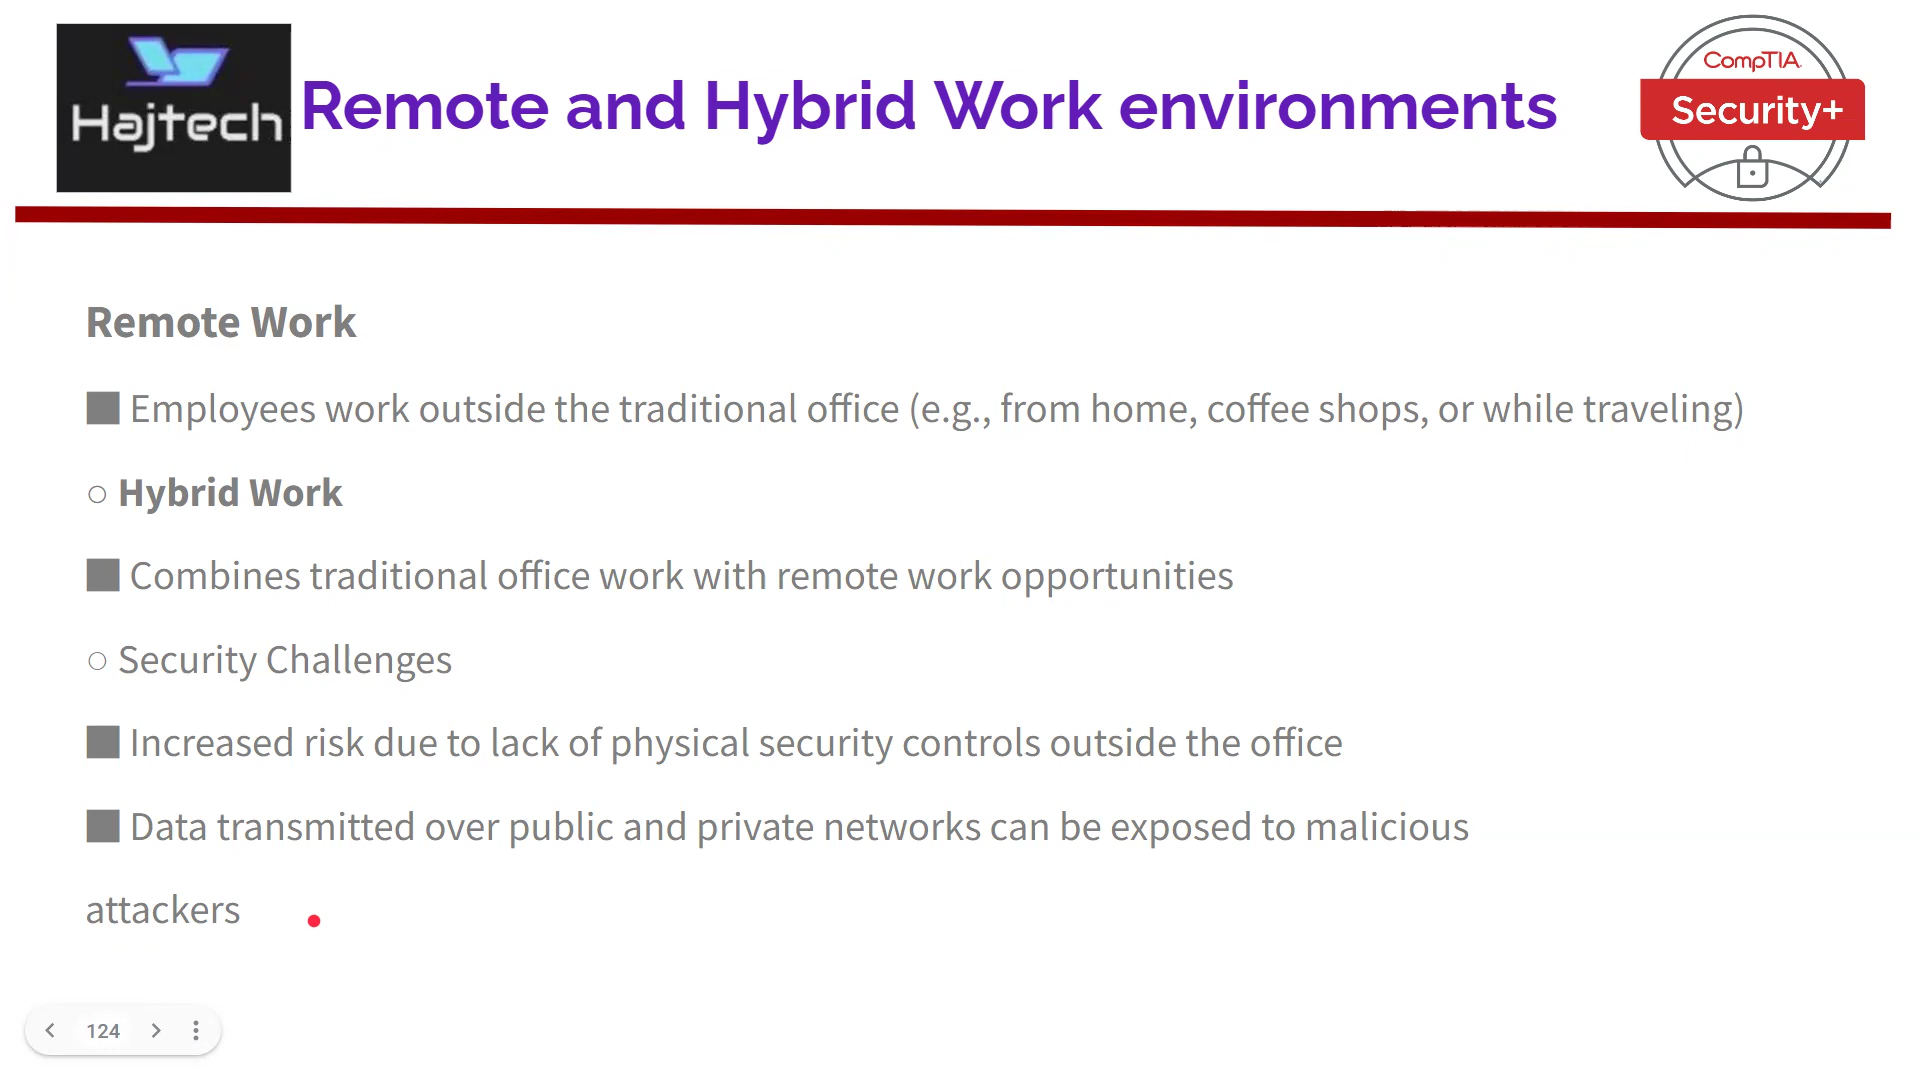 Hajtech
Remote and Hybrid Work environments
CompTIA.
Security+
Remote Work
■ Employees work outside the traditional office (e.g., from home, coffee shops, or while traveling)
○ Hybrid Work
■ Combines traditional office work with remote work opportunities
○ Security Challenges
■ Increased risk due to lack of physical security controls outside the office
■ Data transmitted over public and private networks can be exposed to malicious
attackers
124